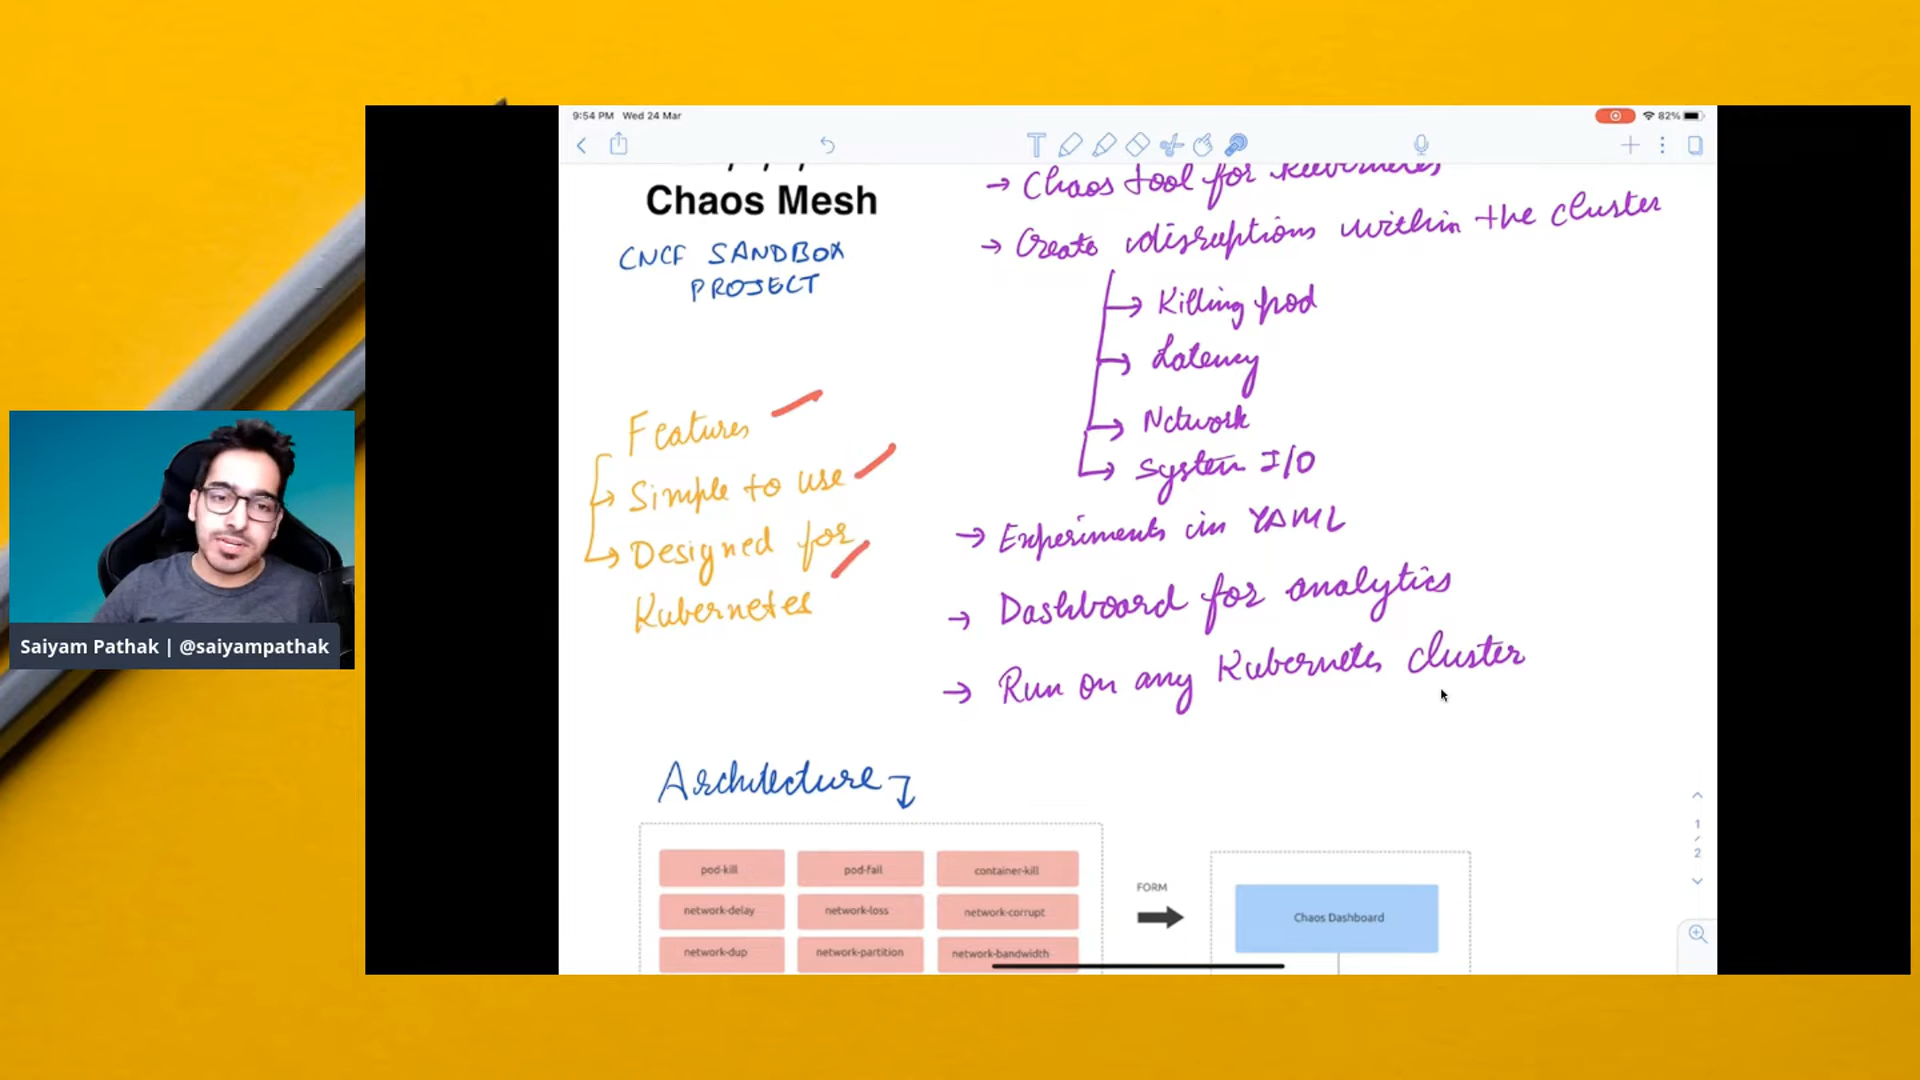 9:54 PM Wed 24 Mar
82%
Chaos Mesh
CNCF SANDBOX
PROJECT
Features
→ Simple to use
→ Designed for
Kubernetes
→ Chaos tool for Kubernetes
→ Create disruptions within the cluster
→ Killing pod
→ Latency
→ Network
→ System I/O
→ Experiments in YAML
→ Dashboard for analytics
→ Run on any Kubernetes cluster
Architecture
pod-kill pod-fail container-kill
network-delay network-loss network-corrupt
network-dup network-partition network-bandwidth
FORM
Chaos Dashboard
1
/
2
Saiyam Pathak | @saiyampathak